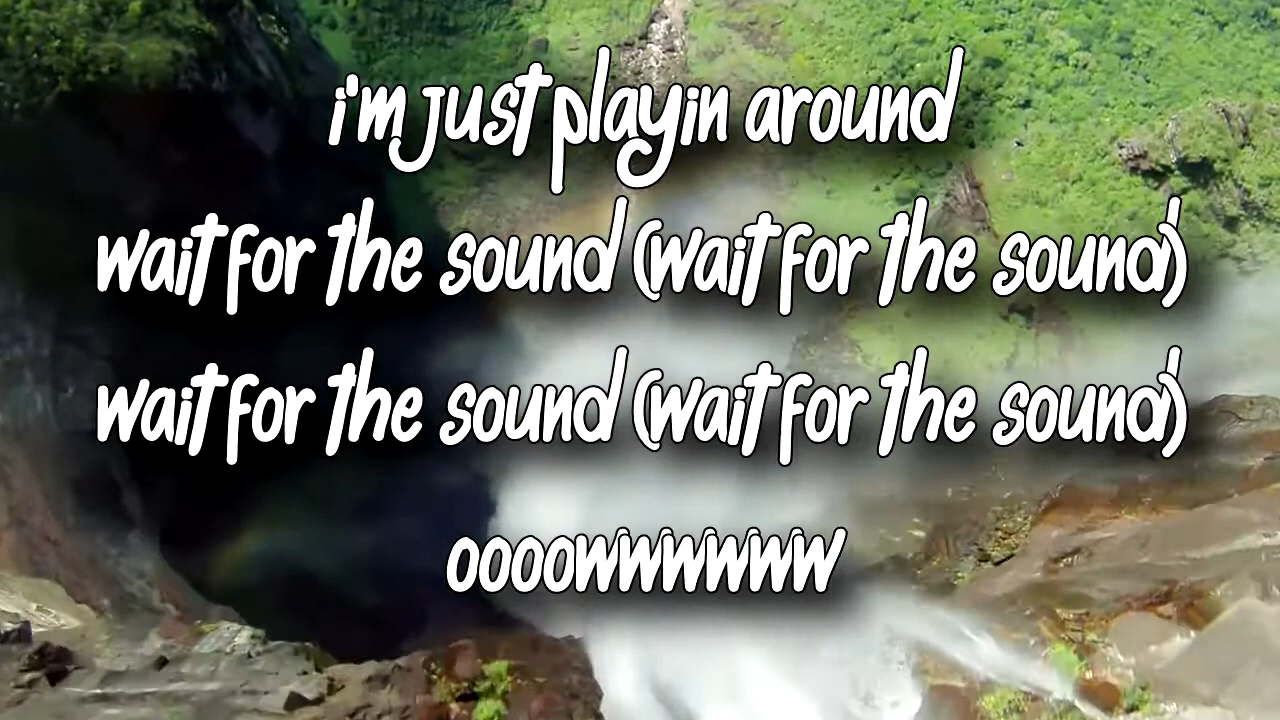 i'm just playin around
wait for the sound (wait for the sound)
wait for the sound (wait for the sound)
oooowwwwww